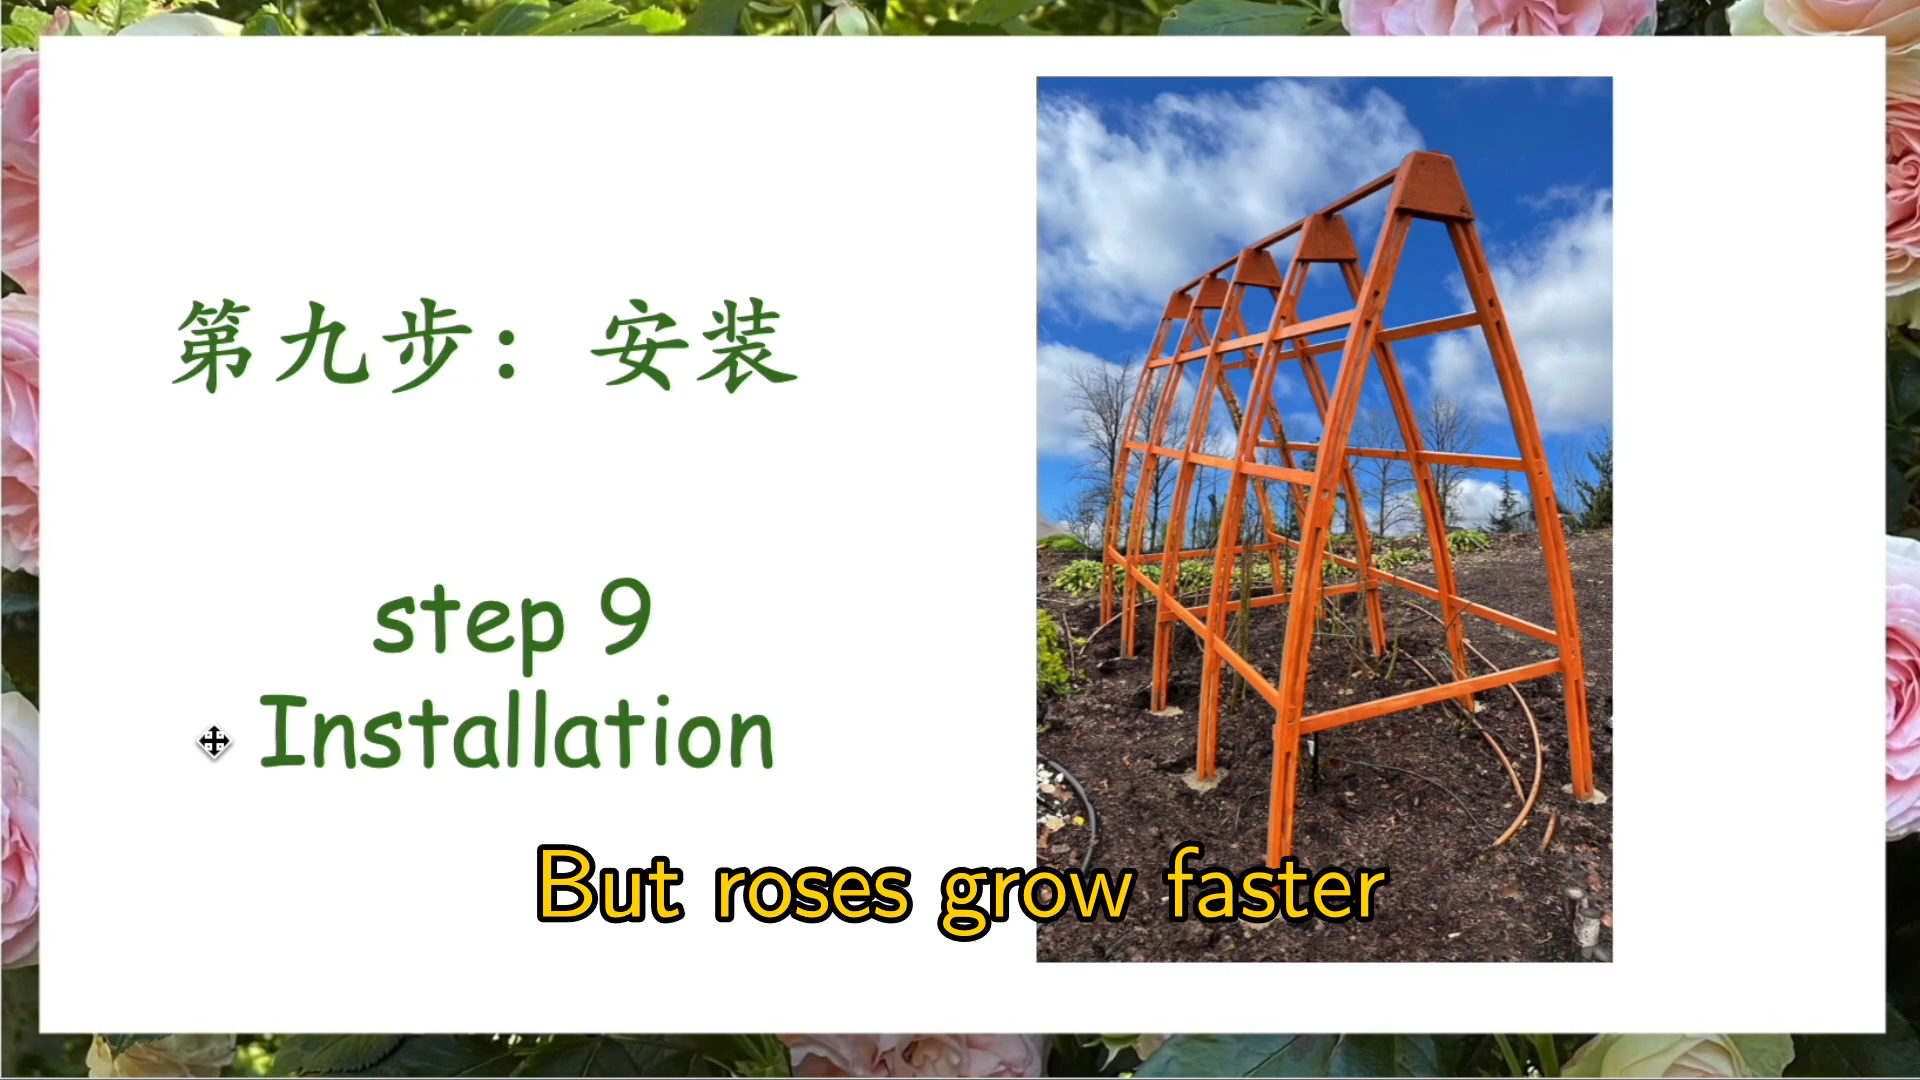 第九步：安装
step 9
Installation
But roses grow faster